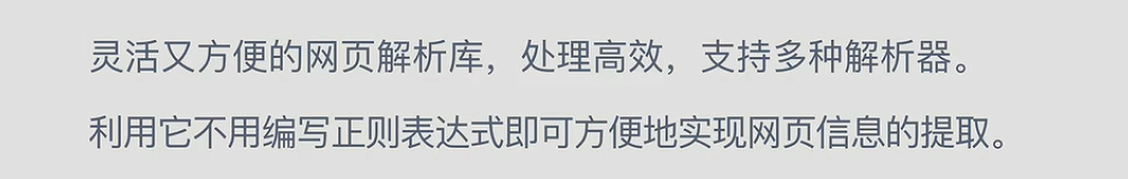 灵活又方便的网页解析库，处理高效，支持多种解析器。
利用它不用编写正则表达式即可方便地实现网页信息的提取。